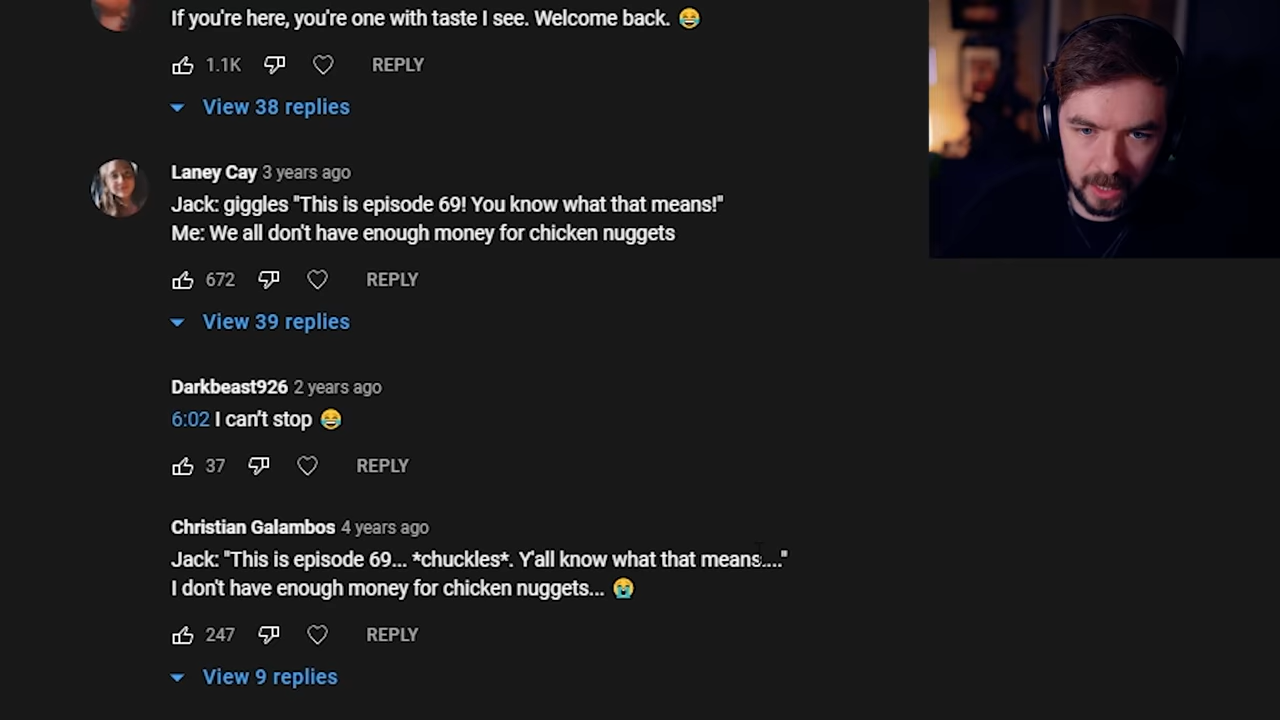 If you're here, you're one with taste I see. Welcome back. 😂
1.1K REPLY
View 38 replies
Laney Cay 3 years ago
Jack: giggles "This is episode 69! You know what that means!"
Me: We all don't have enough money for chicken nuggets
672 REPLY
View 39 replies
Darkbeast926 2 years ago
6:02 I can't stop 😂
37 REPLY
Christian Galambos 4 years ago
Jack: "This is episode 69... *chuckles*. Y'all know what that means...."
I don't have enough money for chicken nuggets... 😭
247 REPLY
View 9 replies